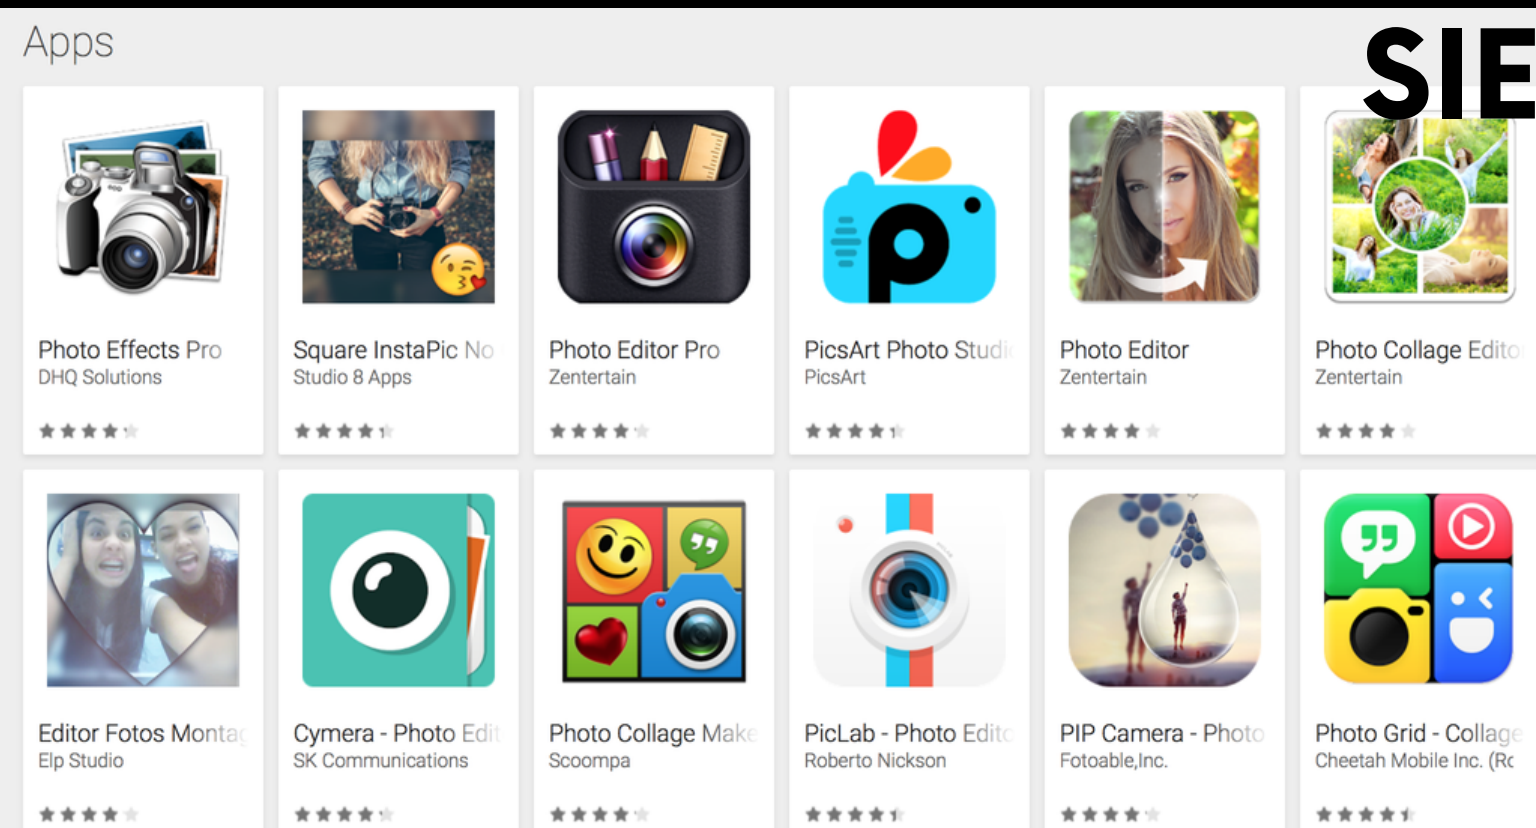 Apps
SIE
Photo Effects Pro
DHQ Solutions
Square InstaPic No
Studio 8 Apps
Photo Editor Pro
Zentertain
PicsArt Photo Studi
PicsArt
Photo Editor
Zentertain
Photo Collage Edito
Zentertain
Editor Fotos Montag
Elp Studio
Cymera - Photo Edit
SK Communications
Photo Collage Make
Scoompa
PicLab - Photo Edito
Roberto Nickson
PIP Camera - Photo
Fotoable,Inc.
Photo Grid - Collage
Cheetah Mobile Inc. (Ro